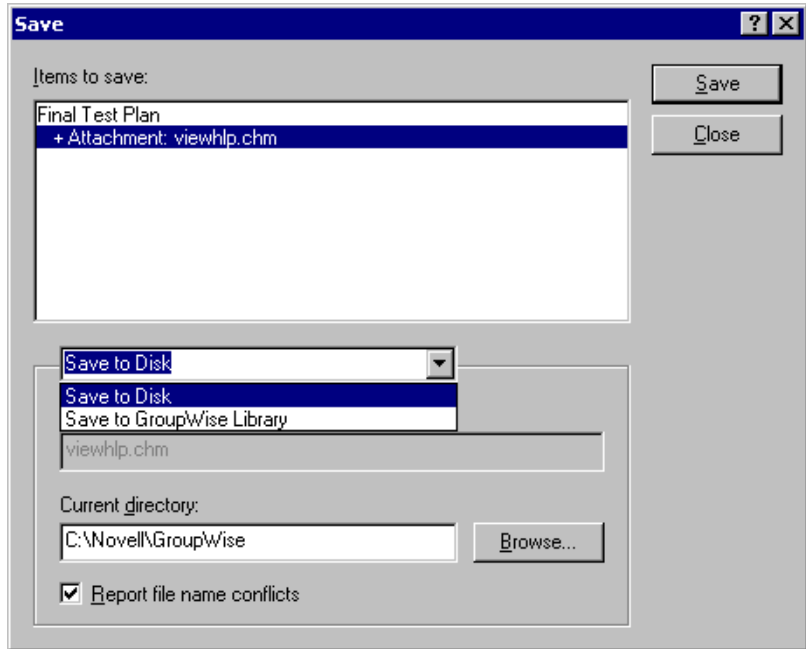 Save
Items to save:
Save
Final Test Plan
+ Attachment: viewhlp.chm
Close
Save to Disk
Save to Disk
Save to GroupWise Library
viewhlp.chm
Current directory:
C:\Novell\GroupWise
Browse...
Report file name conflicts